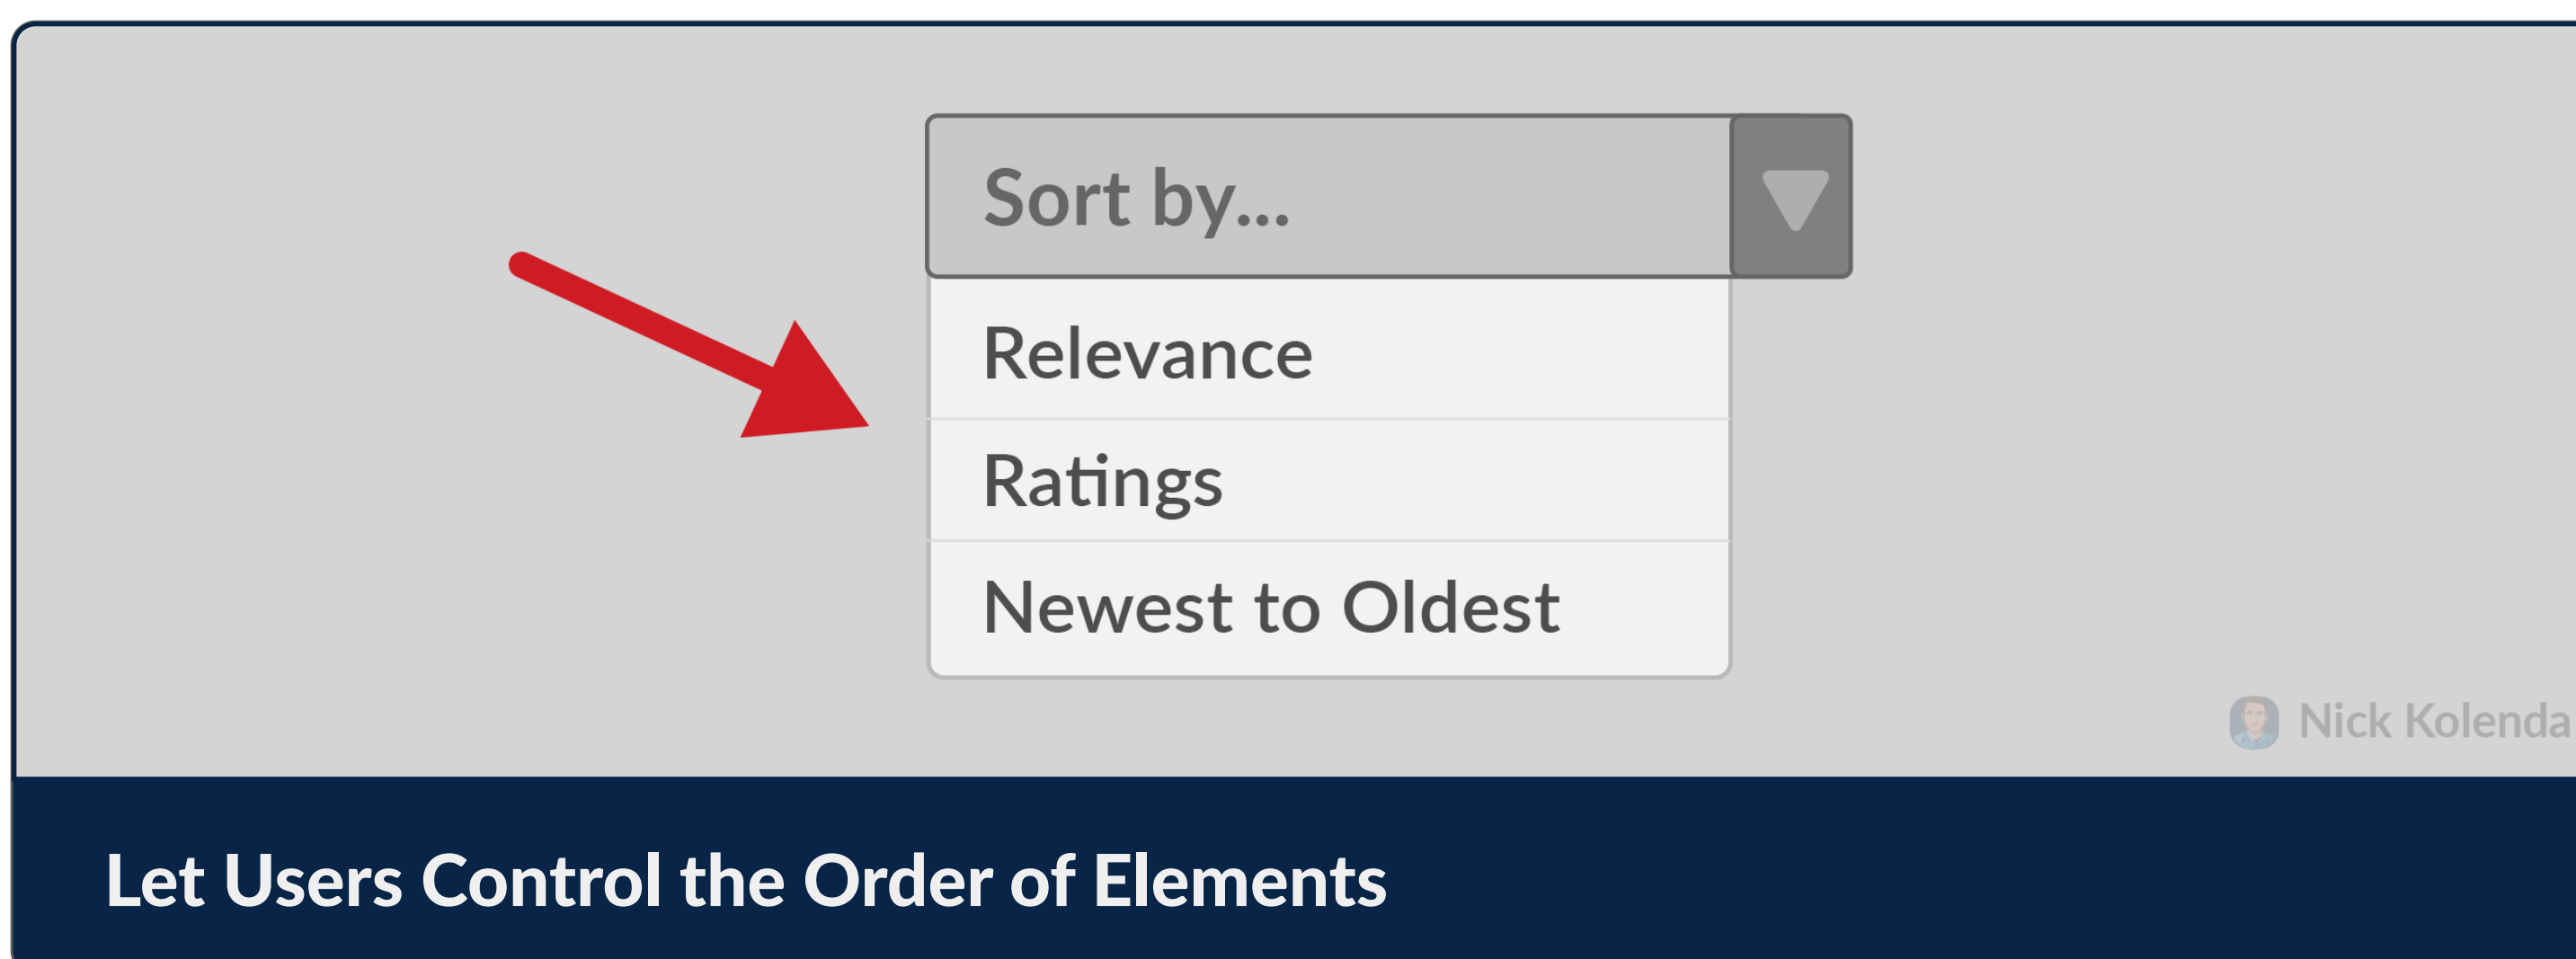 Sort by...
Relevance
Ratings
Newest to Oldest
Nick Kolenda
Let Users Control the Order of Elements